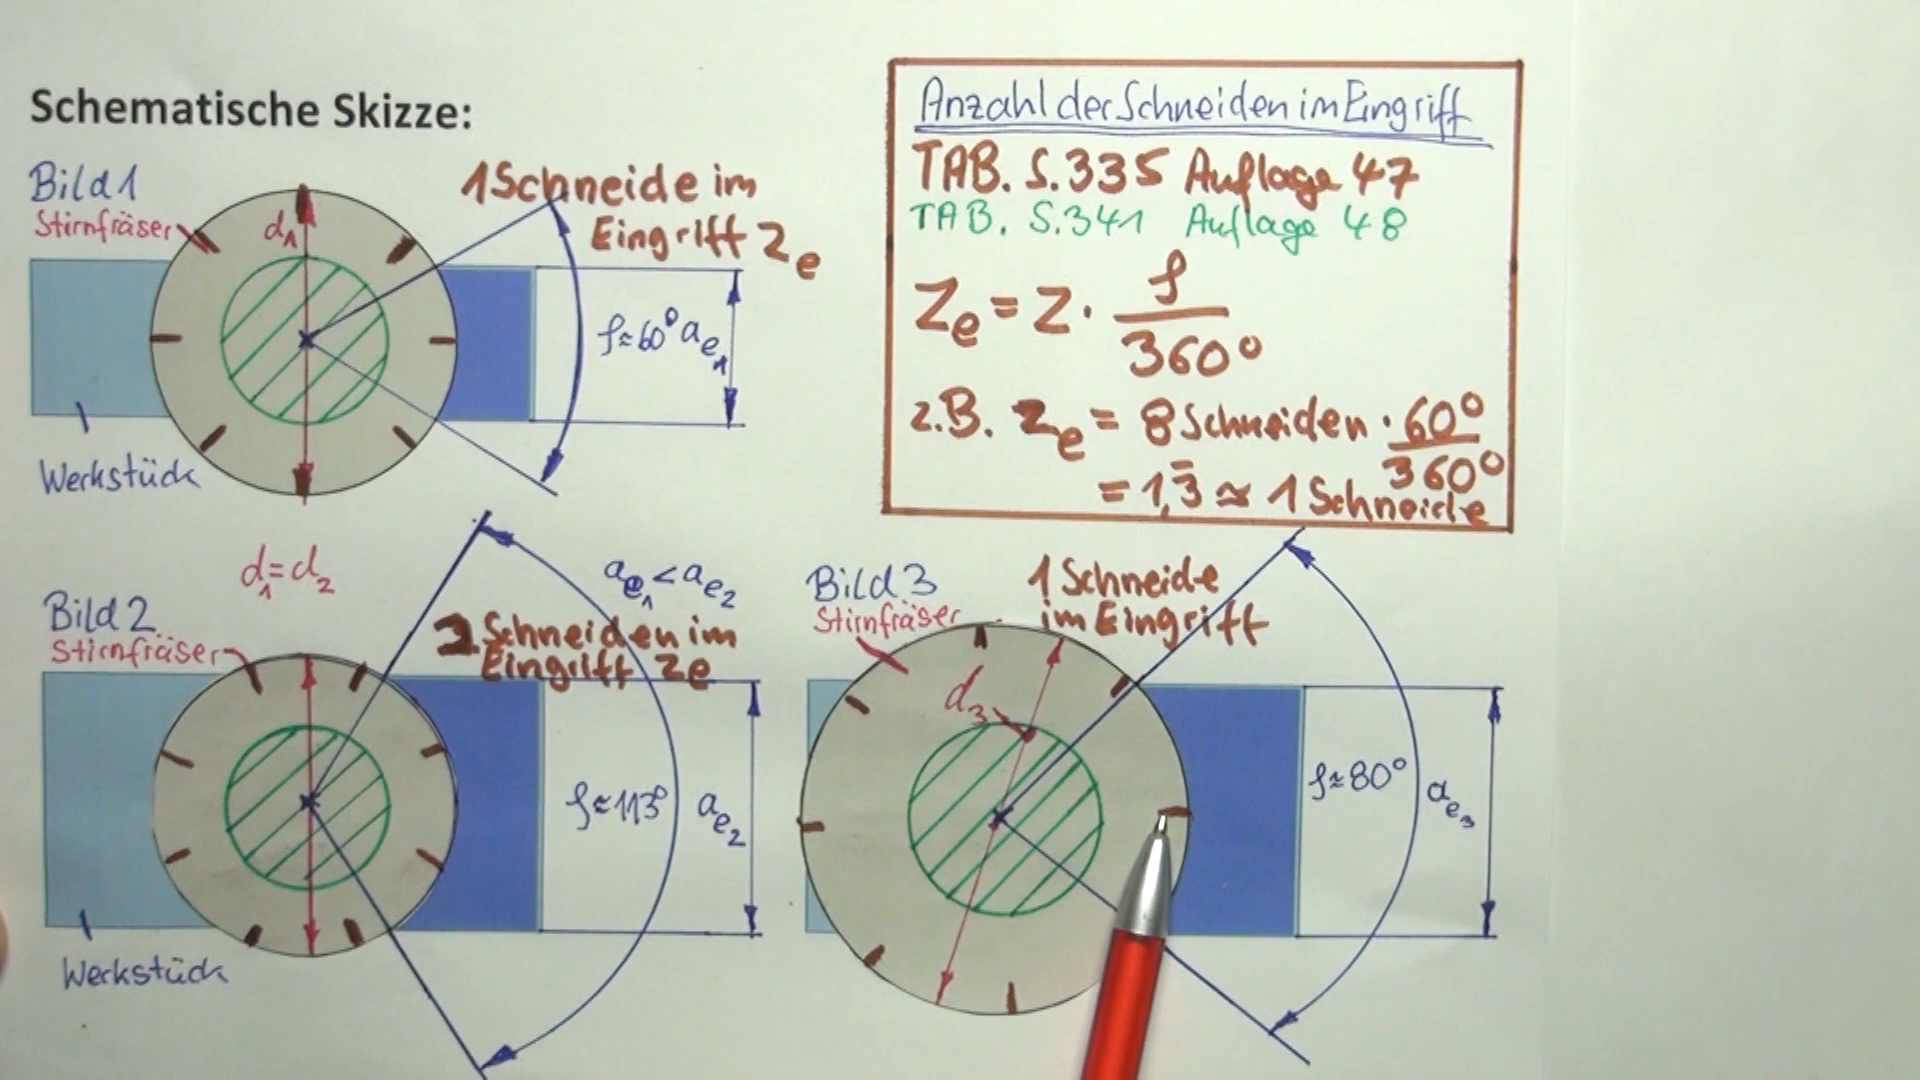 Schematische Skizze:
Bild 1
Stirnfräser
d1
1 Schneide im
Eingriff Ze
φ≈60°
ae1
Werkstück
Anzahl der Schneiden im Eingriff
TAB. S.335 Auflage 47
TAB. S.341 Auflage 48
Ze = Z · φ/360°
z.B. Ze = 8 Schneiden · 60°/360°
= 1,3̅ ≃ 1 Schneide
d1=d2
ae1<ae2
Bild 2
Stirnfräser
2 Schneiden im
Eingriff Ze
φ≈113°
ae2
Werkstück
Bild 3
Stirnfräser
1 Schneide
im Eingriff
d3
φ≈80°
ae3